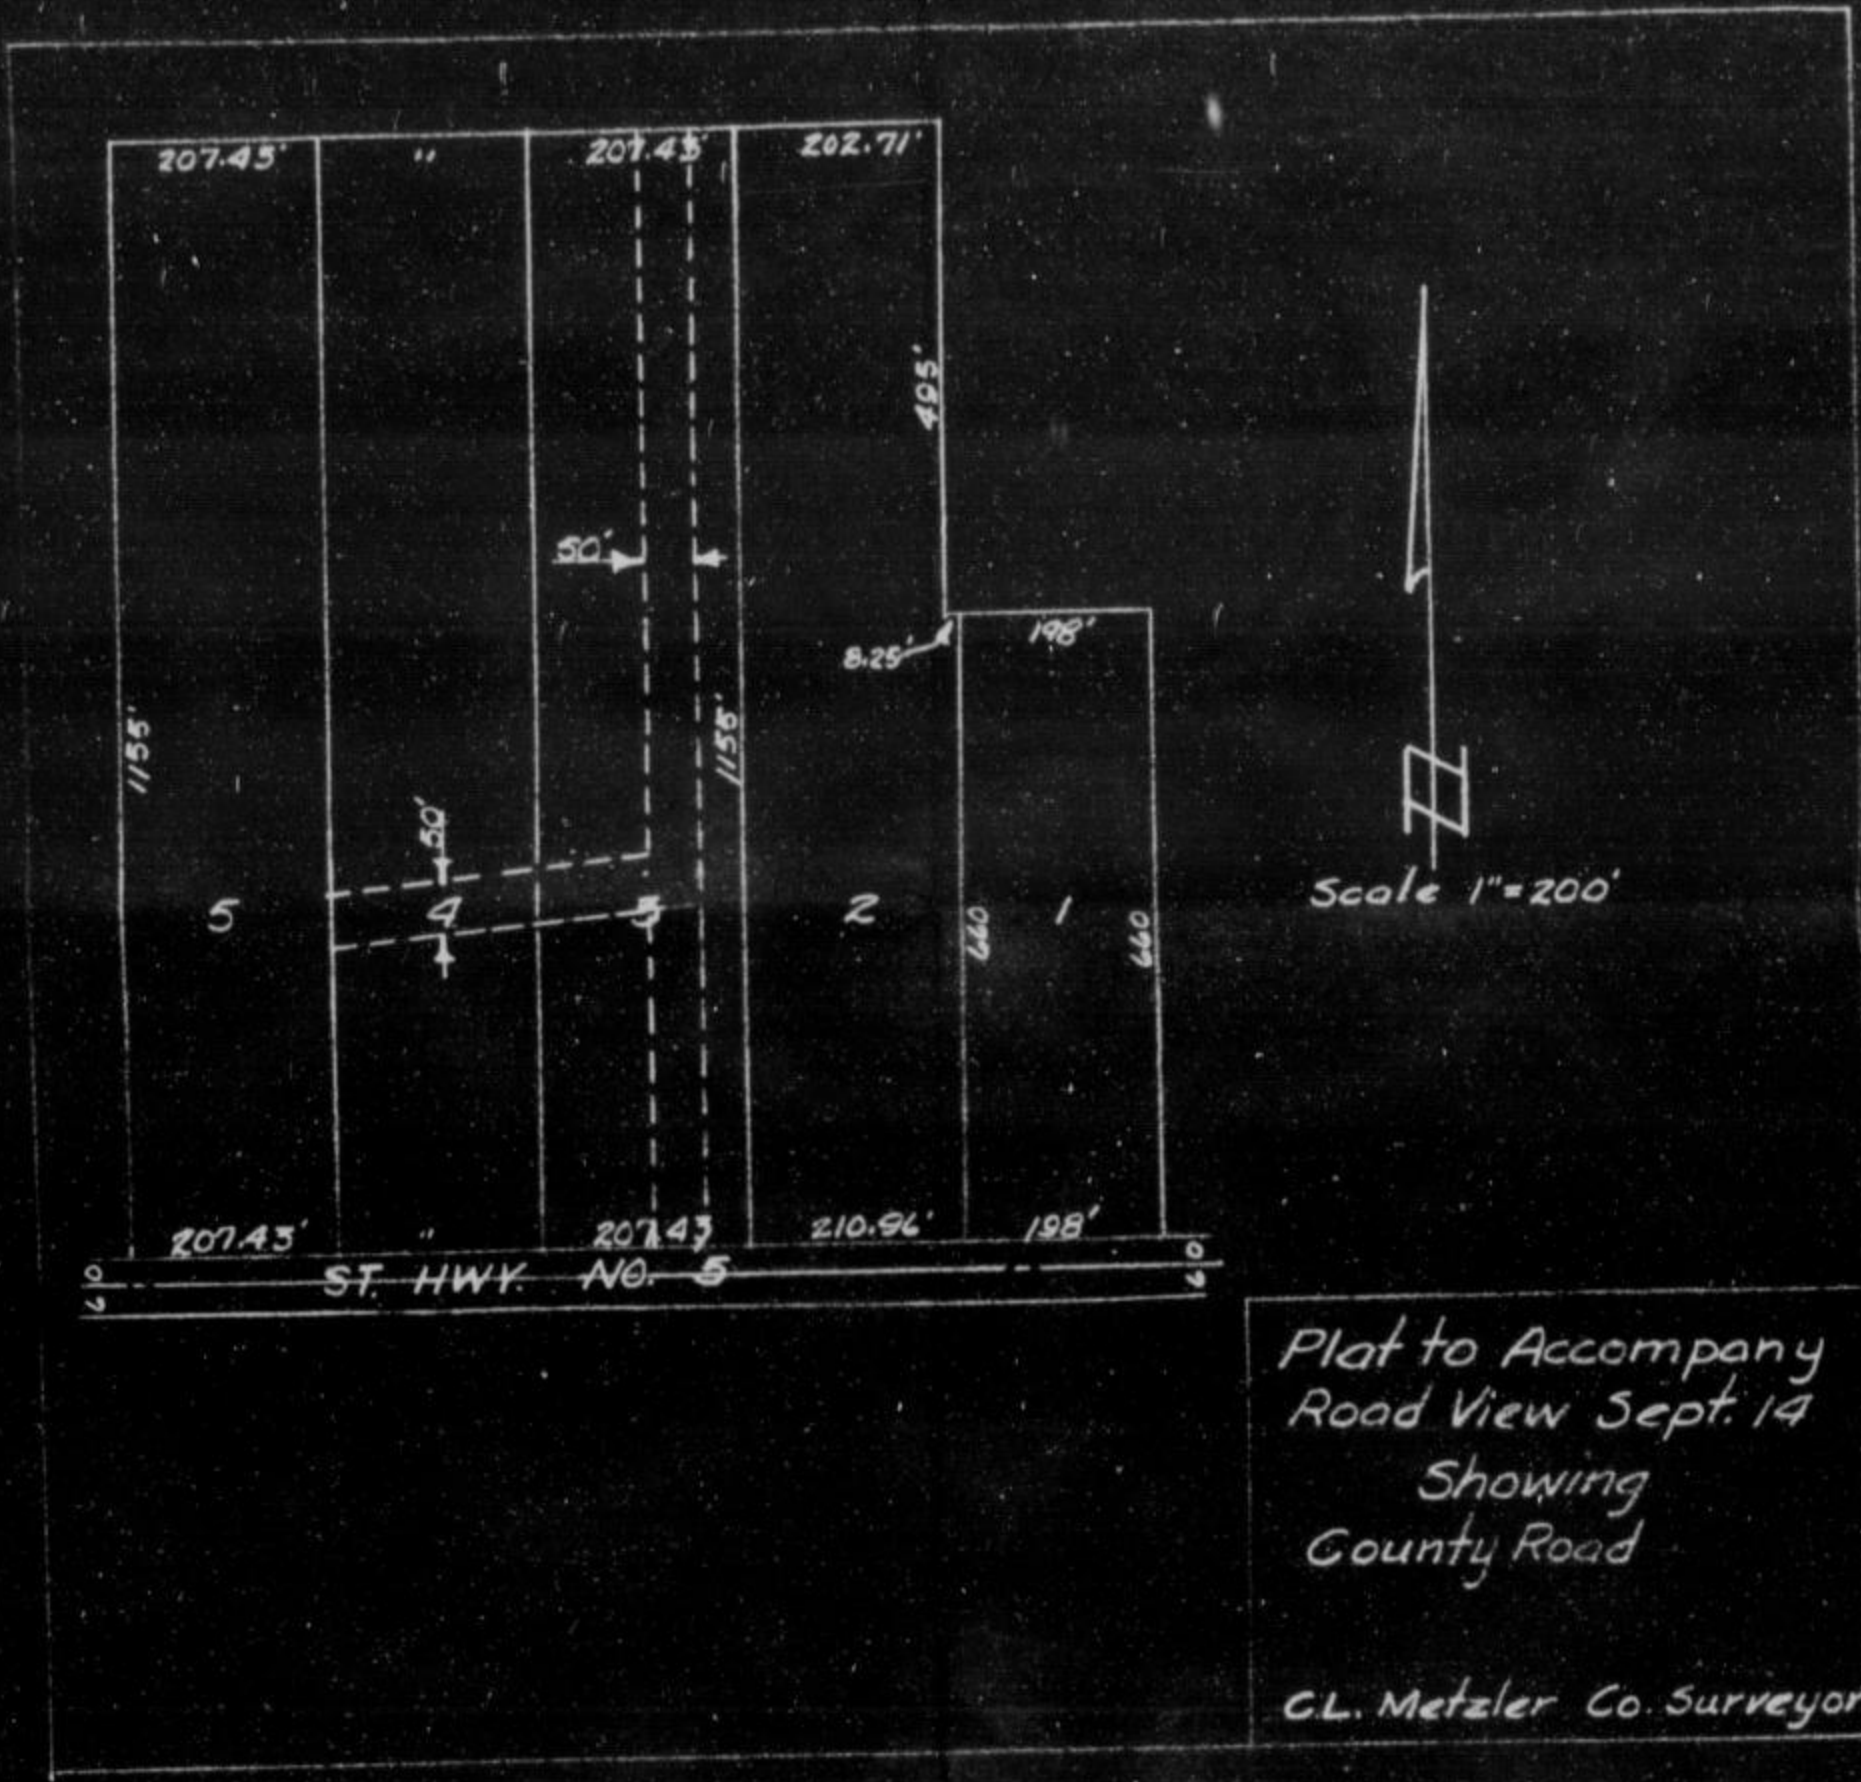 207.43' " 207.43' 202.71'
495'
50'
198'
8.25'
1155'
1155'
50'
5 4 3 2 1
660
660
Scale 1"=200'
207.43' " 207.43 210.96' 198'
60 ST. HWY. NO. 5 60
Plat to Accompany
Road View Sept. 14
Showing
County Road
C.L. Metzler Co. Surveyor